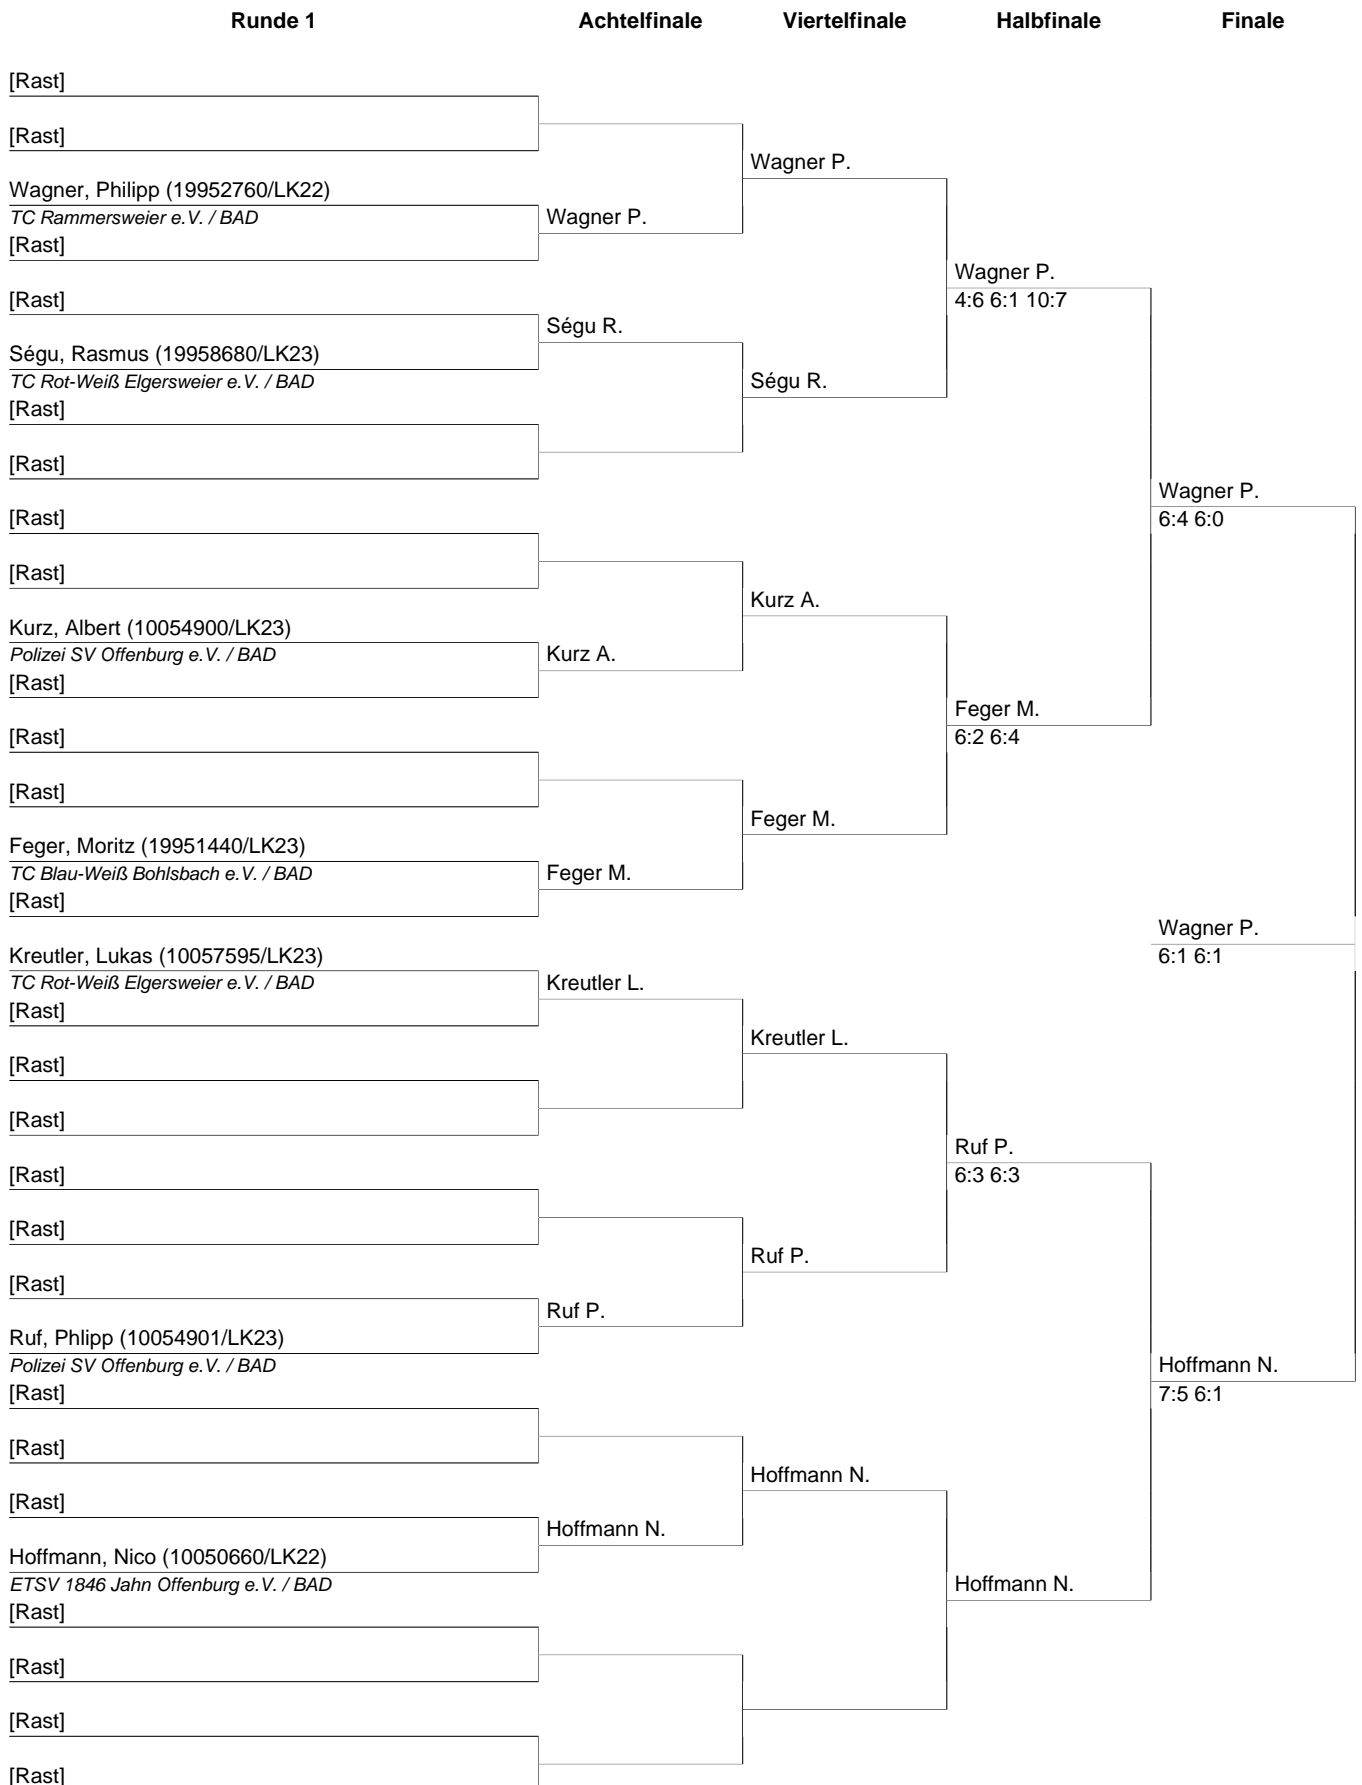 Runde 1 Achtelfinale Viertelfinale Halbfinale Finale
[Rast]
[Rast]
Wagner P.
Wagner, Philipp (19952760/LK22)
TC Rammersweier e.V. / BAD Wagner P.
[Rast]
Wagner P.
[Rast] 4:6 6:1 10:7
Ségu R.
Ségu, Rasmus (19958680/LK23)
TC Rot-Weiß Elgersweier e.V. / BAD Ségu R.
[Rast]
[Rast]
Wagner P.
[Rast] 6:4 6:0
[Rast]
Kurz A.
Kurz, Albert (10054900/LK23)
Polizei SV Offenburg e.V. / BAD Kurz A.
[Rast]
Feger M.
[Rast] 6:2 6:4
[Rast]
Feger M.
Feger, Moritz (19951440/LK23)
TC Blau-Weiß Bohlsbach e.V. / BAD Feger M.
[Rast]
Wagner P.
Kreutler, Lukas (10057595/LK23) 6:1 6:1
TC Rot-Weiß Elgersweier e.V. / BAD Kreutler L.
[Rast]
Kreutler L.
[Rast]
[Rast]
Ruf P.
[Rast] 6:3 6:3
[Rast]
Ruf P.
[Rast]
Ruf P.
Ruf, Phlipp (10054901/LK23)
Polizei SV Offenburg e.V. / BAD Hoffmann N.
[Rast] 7:5 6:1
[Rast]
Hoffmann N.
[Rast]
Hoffmann N.
Hoffmann, Nico (10050660/LK22)
ETSV 1846 Jahn Offenburg e.V. / BAD Hoffmann N.
[Rast]
[Rast]
[Rast]
[Rast]